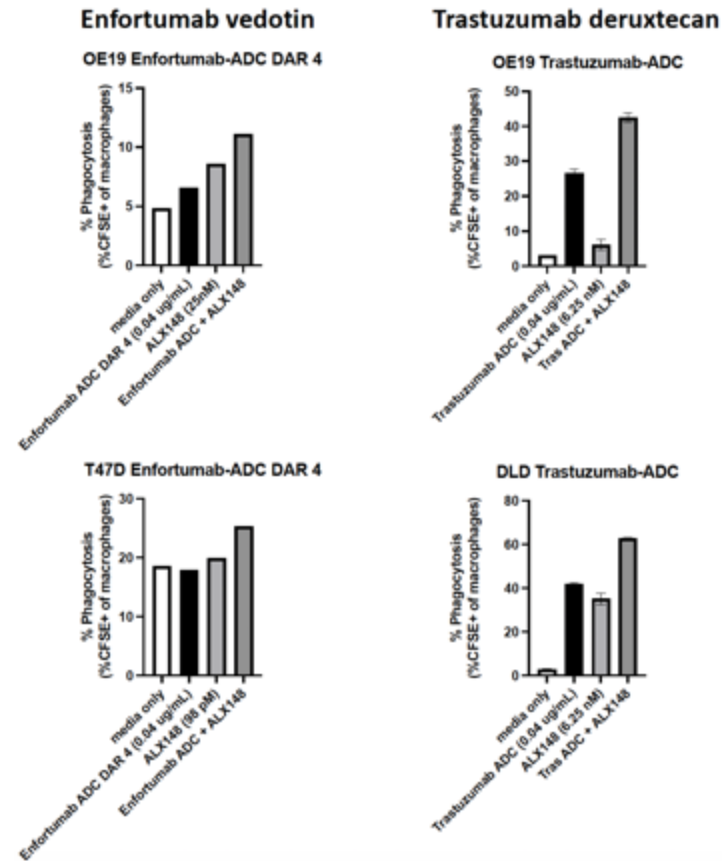 Enfortumab vedotin
OE19 Enfortumab-ADC DAR 4
% Phagocytosis
(%CFSE+ of macrophages)
15
10
5
0
media only
Enfortumab ADC DAR 4 (0.04 ug/mL)
ALX148 (25nM)
Enfortumab ADC + ALX148
Trastuzumab deruxtecan
OE19 Trastuzumab-ADC
% Phagocytosis
(%CFSE+ of macrophages)
50
40
30
20
10
0
media only
Trastuzumab ADC (0.04 ug/mL)
ALX148 (6.25 nM)
Tras ADC + ALX148
T47D Enfortumab-ADC DAR 4
% Phagocytosis
(%CFSE+ of macrophages)
30
20
10
0
media only
Enfortumab ADC DAR 4 (0.04 ug/mL)
ALX148 (98 pM)
Enfortumab ADC + ALX148
DLD Trastuzumab-ADC
% Phagocytosis
(%CFSE+ of macrophages)
80
60
40
20
0
media only
Trastuzumab ADC (0.04 ug/mL)
ALX148 (6.25 nM)
Tras ADC + ALX148